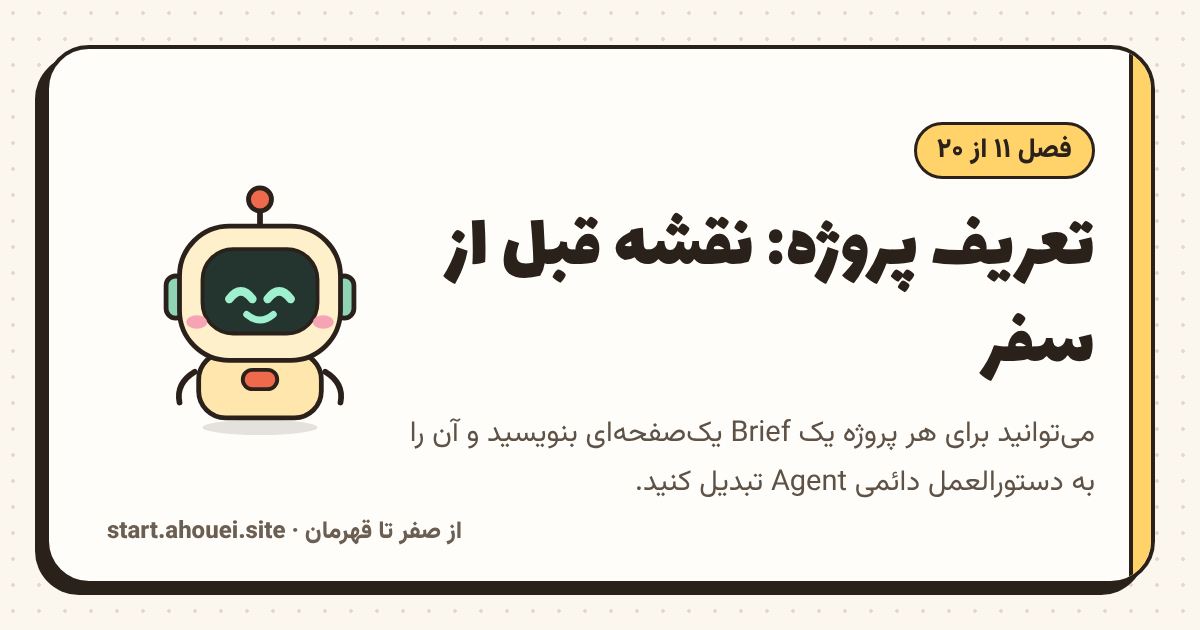 فصل ۱۱ از ۲۰
تعریف پروژه: نقشه قبل از
سفر
می‌توانید برای هر پروژه یک Brief یک‌صفحه‌ای بنویسید و آن را
به دستورالعمل دائمی Agent تبدیل کنید.
از صفر تا قهرمان · start.ahouei.site